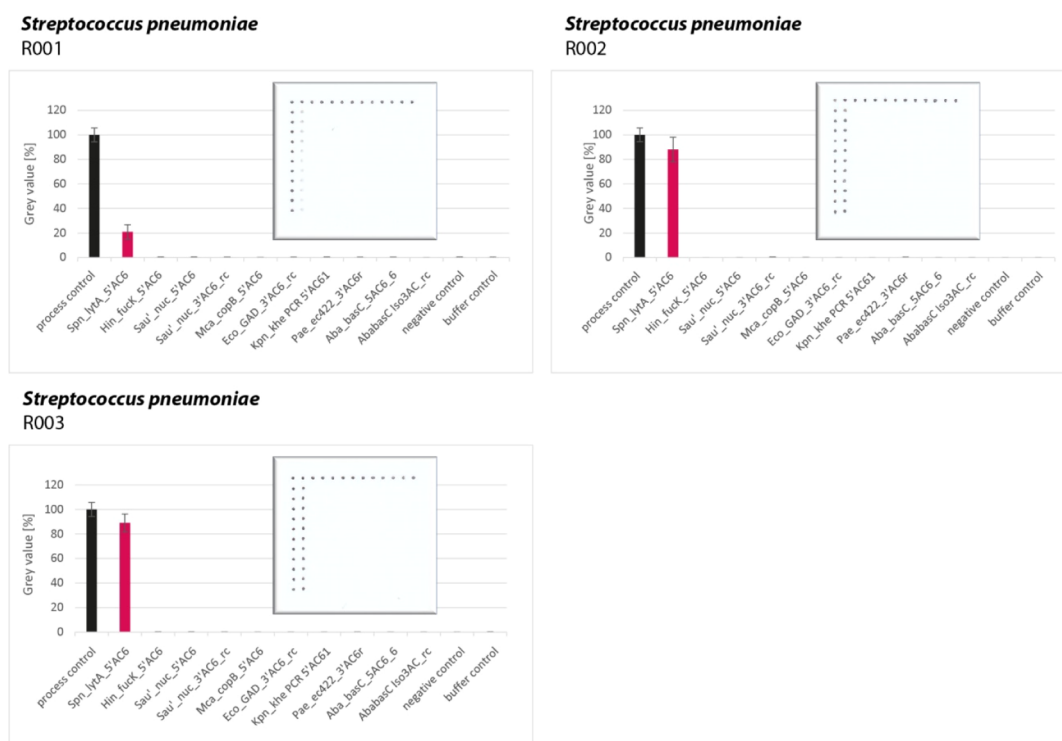 Streptococcus pneumoniae
R001
Grey value [%]
120
100
80
60
40
20
0
process control
Spn_lytA_5'AC6
Hin_fucK_5'AC6
Sau'_nuc_5'AC6
Sau'_nuc_3'AC6_rc
Mca_copB_5'AC6
Eco_GAD_3'AC6_rc
Kpn_khe PCR 5'AC61
Pae_ec422_3'AC6r
Aba_basC_5AC6_6
AbabasC Iso3AC_rc
negative control
buffer control
Streptococcus pneumoniae
R002
Grey value [%]
120
100
80
60
40
20
0
process control
Spn_lytA_5'AC6
Hin_fucK_5'AC6
Sau'_nuc_5'AC6
Sau'_nuc_3'AC6_rc
Mca_copB_5'AC6
Eco_GAD_3'AC6_rc
Kpn_khe PCR 5'AC61
Pae_ec422_3'AC6r
Aba_basC_5AC6_6
AbabasC Iso3AC_rc
negative control
buffer control
Streptococcus pneumoniae
R003
Grey value [%]
120
100
80
60
40
20
0
process control
Spn_lytA_5'AC6
Hin_fucK_5'AC6
Sau'_nuc_5'AC6
Sau'_nuc_3'AC6_rc
Mca_copB_5'AC6
Eco_GAD_3'AC6_rc
Kpn_khe PCR 5'AC61
Pae_ec422_3'AC6r
Aba_basC_5AC6_6
AbabasC Iso3AC_rc
negative control
buffer control